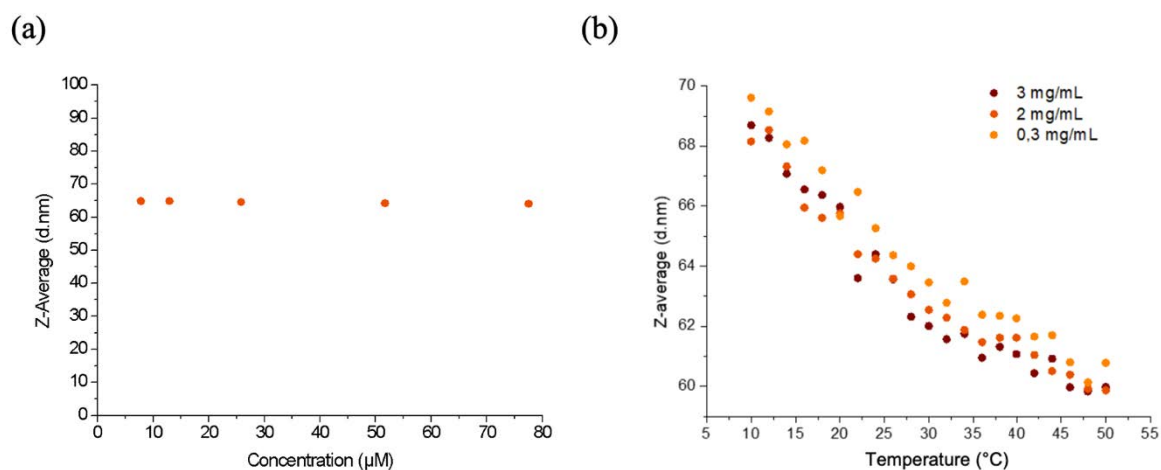 (a)
(b)
100
90
80
70
60
50
40
30
20
10
0
Z-Average (d.nm)
0 10 20 30 40 50 60 70 80
Concentration (µM)
70
68
66
64
62
60
Z-average (d.nm)
3 mg/mL
2 mg/mL
0,3 mg/mL
5 10 15 20 25 30 35 40 45 50 55
Temperature (°C)